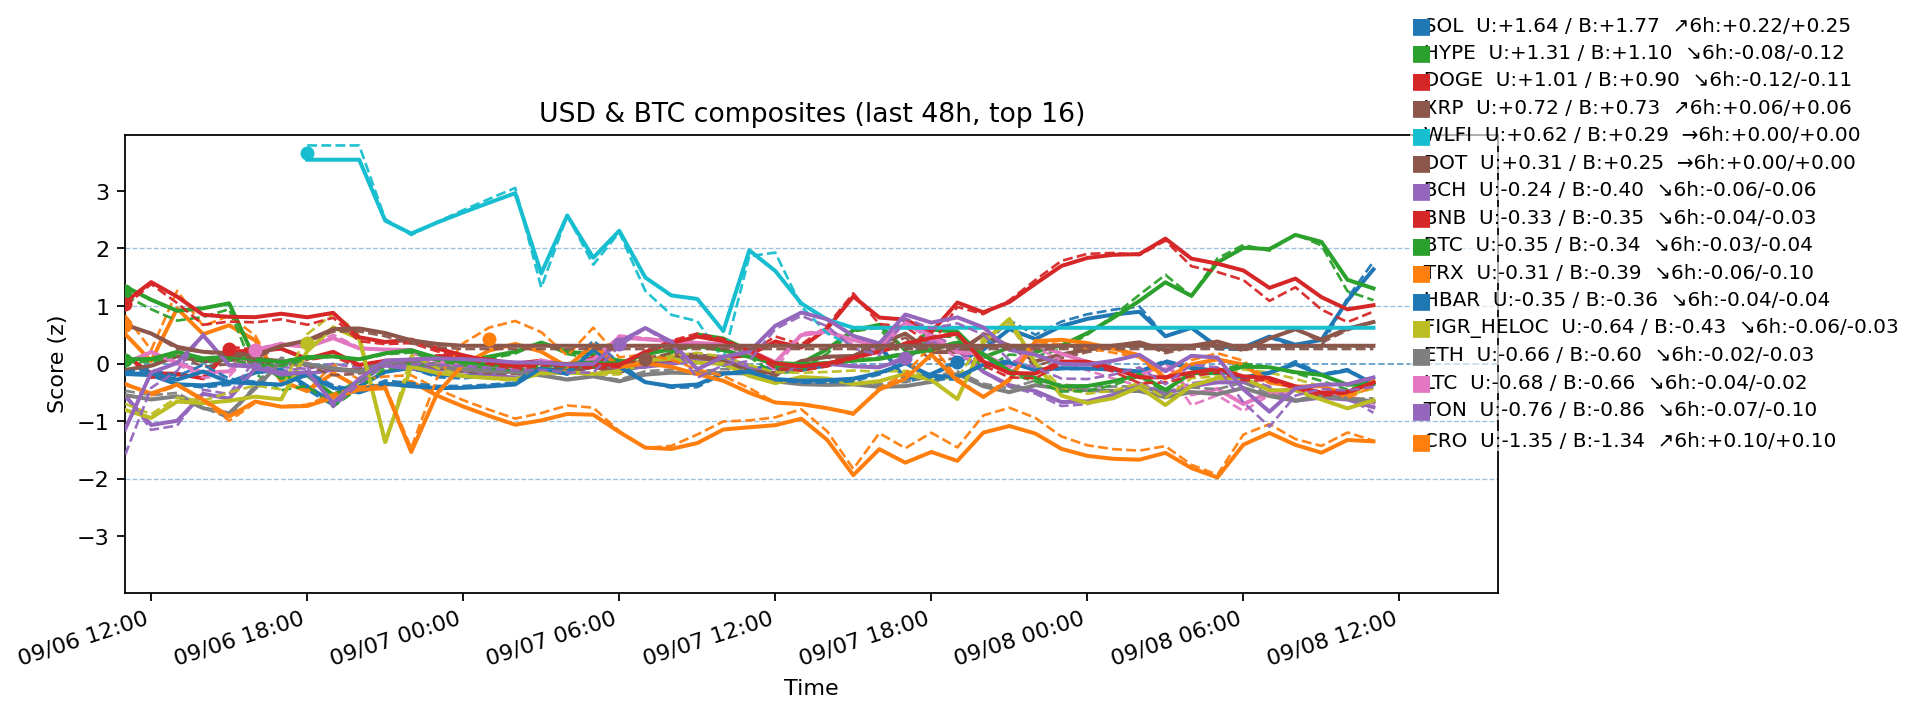 SOL U:+1.64 / B:+1.77 ↗6h:+0.22/+0.25
HYPE U:+1.31 / B:+1.10 ↘6h:-0.08/-0.12
DOGE U:+1.01 / B:+0.90 ↘6h:-0.12/-0.11
XRP U:+0.72 / B:+0.73 ↗6h:+0.06/+0.06
WLFI U:+0.62 / B:+0.29 →6h:+0.00/+0.00
DOT U:+0.31 / B:+0.25 →6h:+0.00/+0.00
BCH U:-0.24 / B:-0.40 ↘6h:-0.06/-0.06
BNB U:-0.33 / B:-0.35 ↘6h:-0.04/-0.03
BTC U:-0.35 / B:-0.34 ↘6h:-0.03/-0.04
TRX U:-0.31 / B:-0.39 ↘6h:-0.06/-0.10
HBAR U:-0.35 / B:-0.36 ↘6h:-0.04/-0.04
FIGR_HELOC U:-0.64 / B:-0.43 ↘6h:-0.06/-0.03
ETH U:-0.66 / B:-0.60 ↘6h:-0.02/-0.03
LTC U:-0.68 / B:-0.66 ↘6h:-0.04/-0.02
TON U:-0.76 / B:-0.86 ↘6h:-0.07/-0.10
CRO U:-1.35 / B:-1.34 ↗6h:+0.10/+0.10
USD & BTC composites (last 48h, top 16)
Score (z)
3
2
1
0
−1
−2
−3
09/06 12:00
09/06 18:00
09/07 00:00
09/07 06:00
09/07 12:00
09/07 18:00
09/08 00:00
09/08 06:00
09/08 12:00
Time